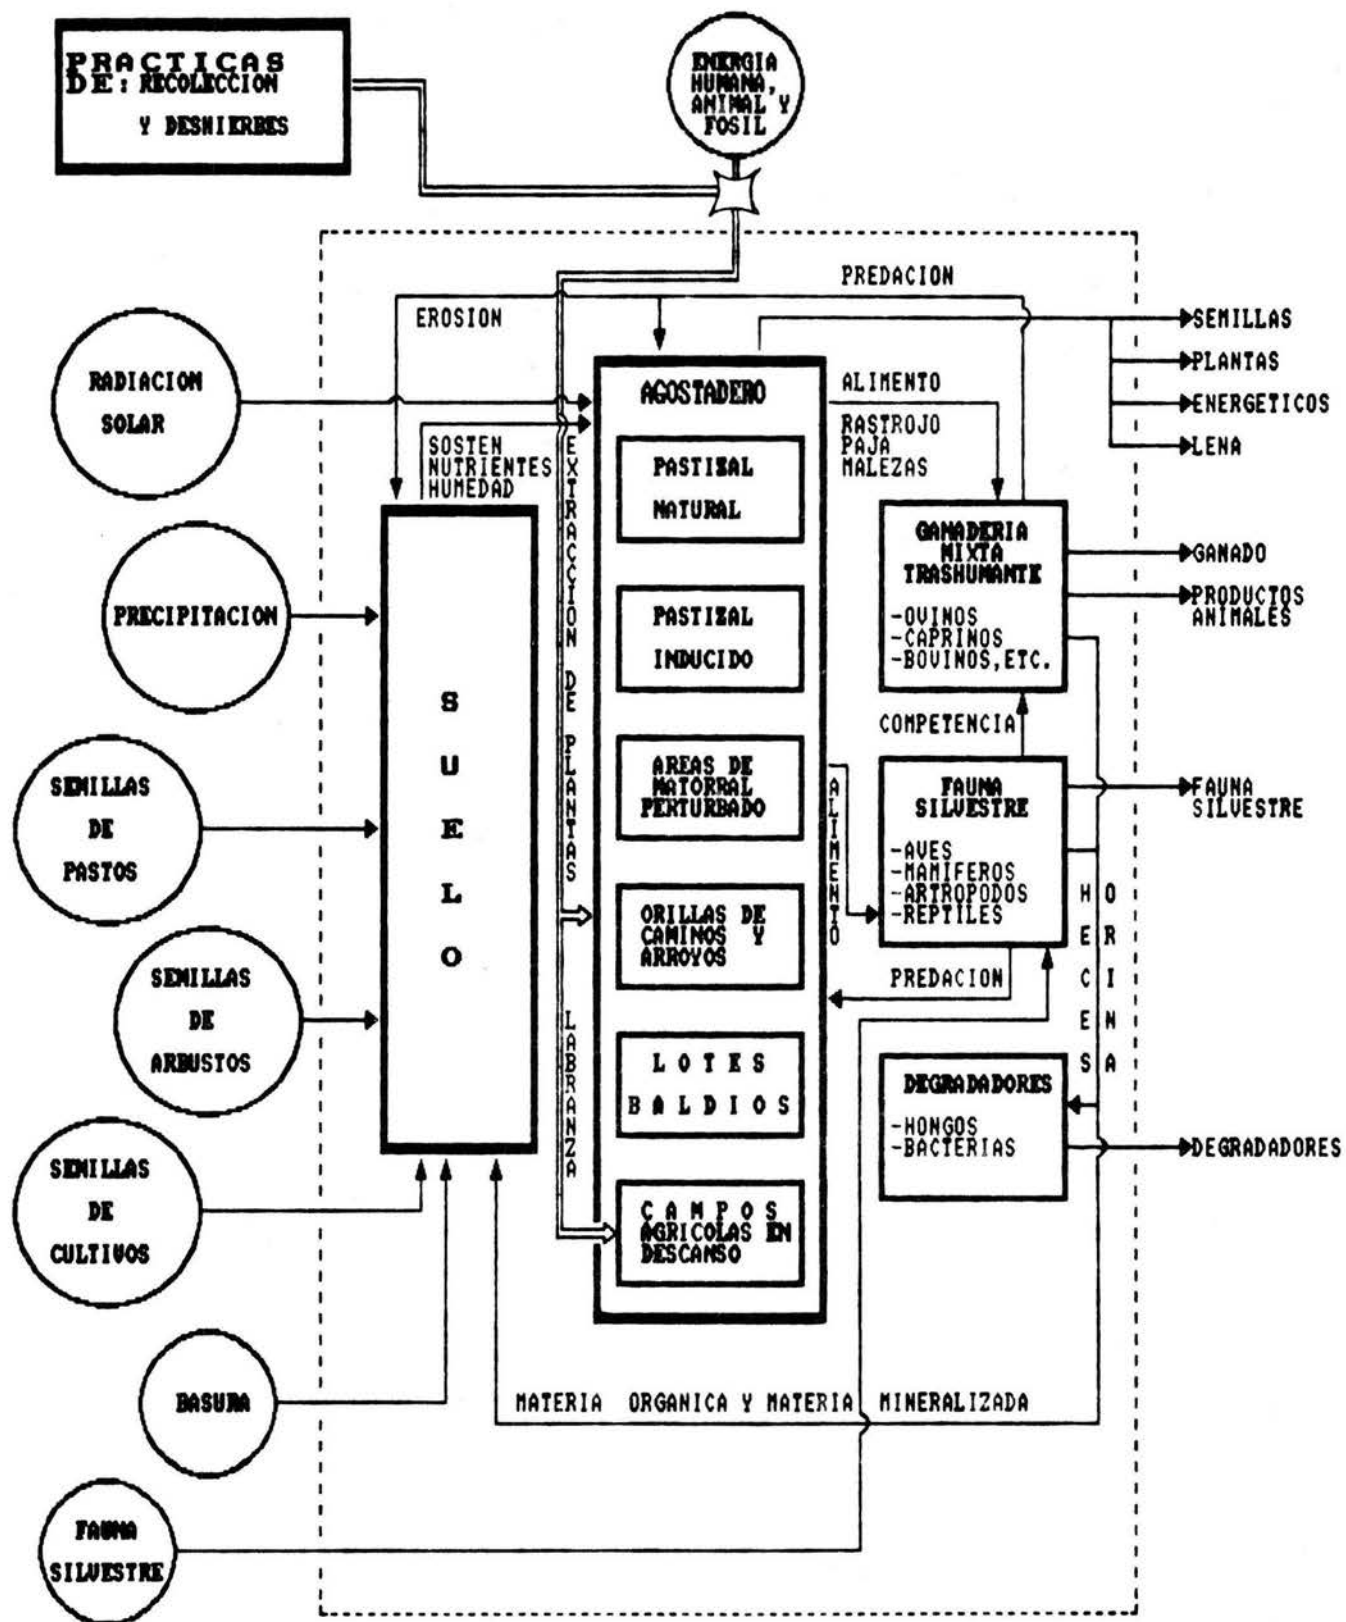 PRACTICAS
DE: RECOLECCION
Y DESHIERBES
ENERGIA
HUMANA,
ANIMAL Y
FOSIL
PREDACION
EROSION
RADIACION
SOLAR
PRECIPITACION
SEMILLAS
DE
PASTOS
SEMILLAS
DE
ARBUSTOS
SEMILLAS
DE
CULTIVOS
BASURA
FAUNA
SILVESTRE
SOSTEN
NUTRIENTES
HUMEDAD
SUELO
EXTRACCION DE PLANTAS
LABRANZA
AGOSTADERO
PASTIZAL
NATURAL
PASTIZAL
INDUCIDO
AREAS DE
MATORRAL
PERTURBADO
ORILLAS DE
CAMINOS Y
ARROYOS
LOTES
BALDIOS
CAMPOS
AGRICOLAS EN
DESCANSO
ALIMENTO
RASTROJO
PAJA
MALEZAS
ALIMENTO
GANADERIA
MIXTA
TRASHUMANTE
-OVINOS
-CAPRINOS
-BOVINOS,ETC.
COMPETENCIA
FAUNA
SILVESTRE
-AVES
-MAMIFEROS
-ARTROPODOS
-REPTILES
PREDACION
HECES
ORINA
DEGRADADORES
-HONGOS
-BACTERIAS
MATERIA ORGANICA Y MATERIA MINERALIZADA
SEMILLAS
PLANTAS
ENERGETICOS
LENA
GANADO
PRODUCTOS
ANIMALES
FAUNA
SILVESTRE
DEGRADADORES